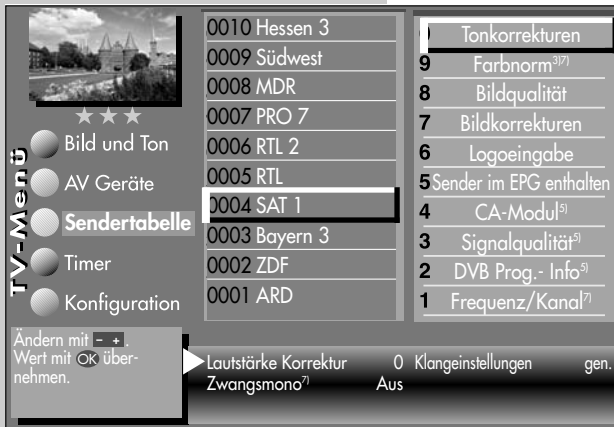 TV-Menü
Bild und Ton
AV Geräte
Sendertabelle
Timer
Konfiguration
0010 Hessen 3
0009 Südwest
0008 MDR
0007 PRO 7
0006 RTL 2
0005 RTL
0004 SAT 1
0003 Bayern 3
0002 ZDF
0001 ARD
0 Tonkorrekturen
9 Farbnorm3)7)
8 Bildqualität
7 Bildkorrekturen
6 Logoeingabe
5 Sender im EPG enthalten
4 CA-Modul5)
3 Signalqualität5)
2 DVB Prog.- Info5)
1 Frequenz/Kanal7)
Ändern mit - + .
Wert mit OK über-
nehmen.
Lautstärke Korrektur 0 Klangeinstellungen gen.
Zwangsmono7) Aus